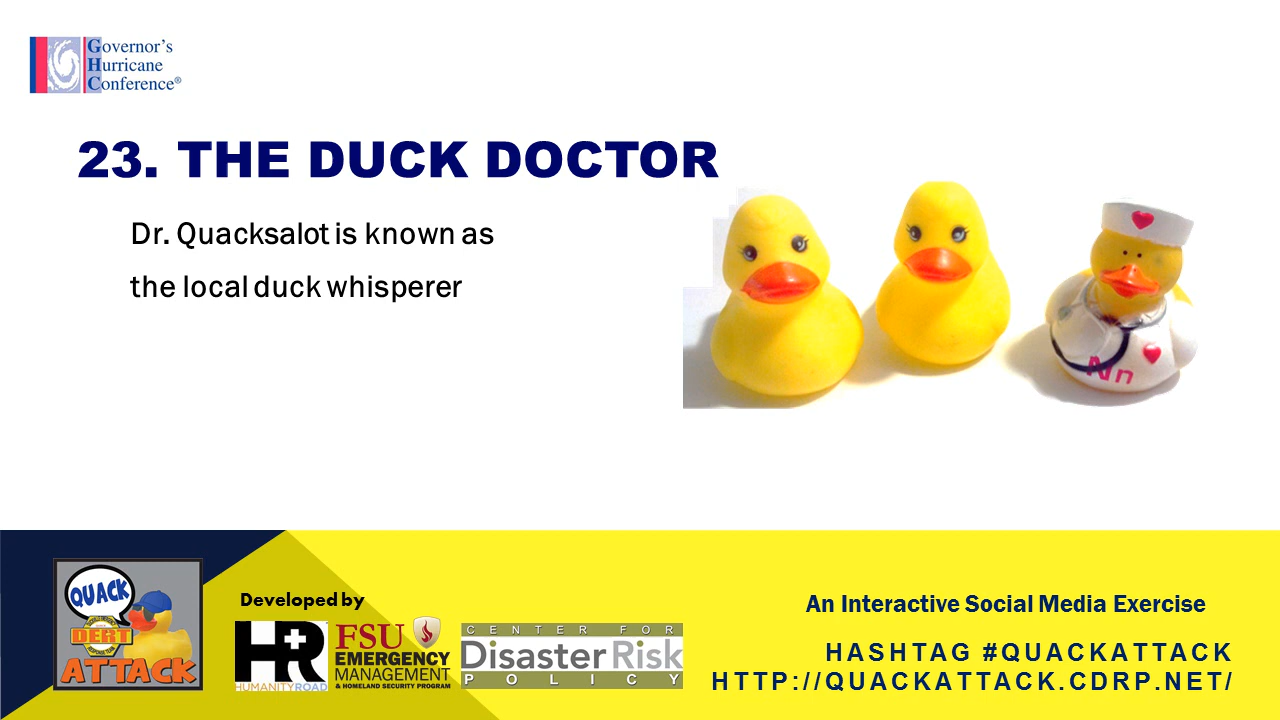 Governor's
Hurricane
Conference®
23. THE DUCK DOCTOR
Dr. Quacksalot is known as
the local duck whisperer
Nn
QUACK
DERT
ATTACK
Developed by
HR
HUMANITY ROAD
FSU
EMERGENCY
MANAGEMENT
& HOMELAND SECURITY PROGRAM
CENTER FOR
Disaster Risk
POLICY
An Interactive Social Media Exercise
HASHTAG #QUACKATTACK
HTTP://QUACKATTACK.CDRP.NET/